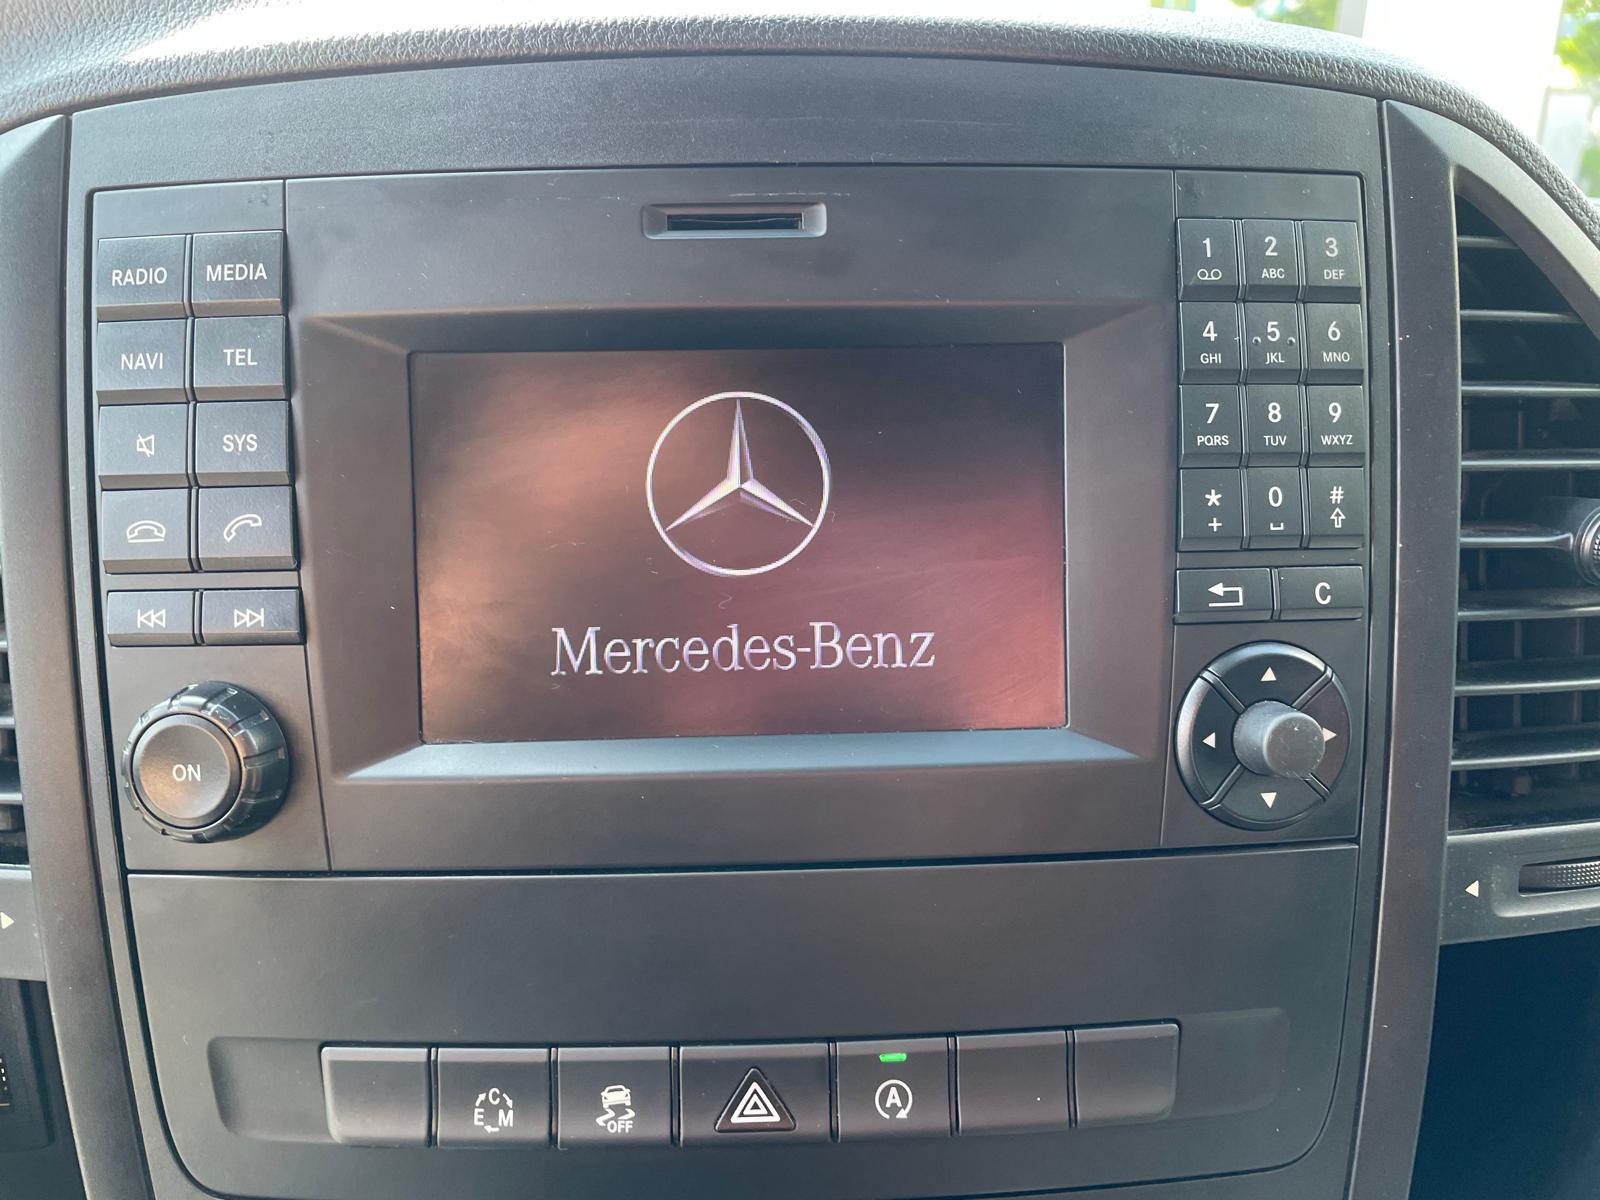 RADIO MEDIA
NAVI TEL
SYS
ON
Mercedes-Benz
1 2 3
ABC DEF
4 5 6
GHI JKL MNO
7 8 9
PQRS TUV WXYZ
* 0 #
+
C
C
E M
OFF
A